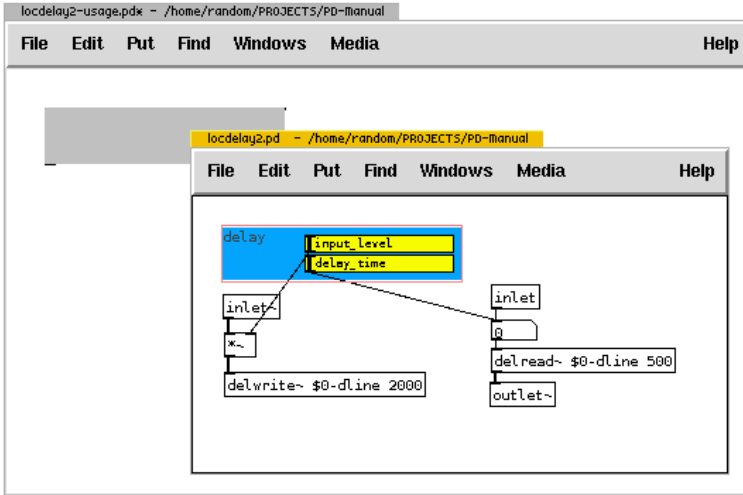 locdelay2-usage.pd* - /home/random/PROJECTS/PD-Manual
File Edit Put Find Windows Media Help
locdelay2.pd - /home/random/PROJECTS/PD-Manual
File Edit Put Find Windows Media Help
delay
input_level
delay_time
inlet~
inlet
*~
0
delread~ $0-dline 500
delwrite~ $0-dline 2000
outlet~